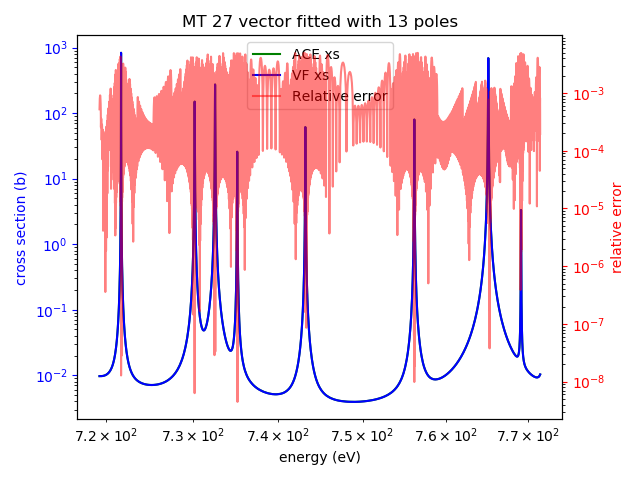 MT 27 vector fitted with 13 poles
ACE xs
VF xs
Relative error
cross section (b)
10³
10²
10¹
10⁰
10⁻¹
10⁻²
relative error
10⁻³
10⁻⁴
10⁻⁵
10⁻⁶
10⁻⁷
10⁻⁸
7.2 × 10² 7.3 × 10² 7.4 × 10² 7.5 × 10² 7.6 × 10² 7.7 × 10²
energy (eV)